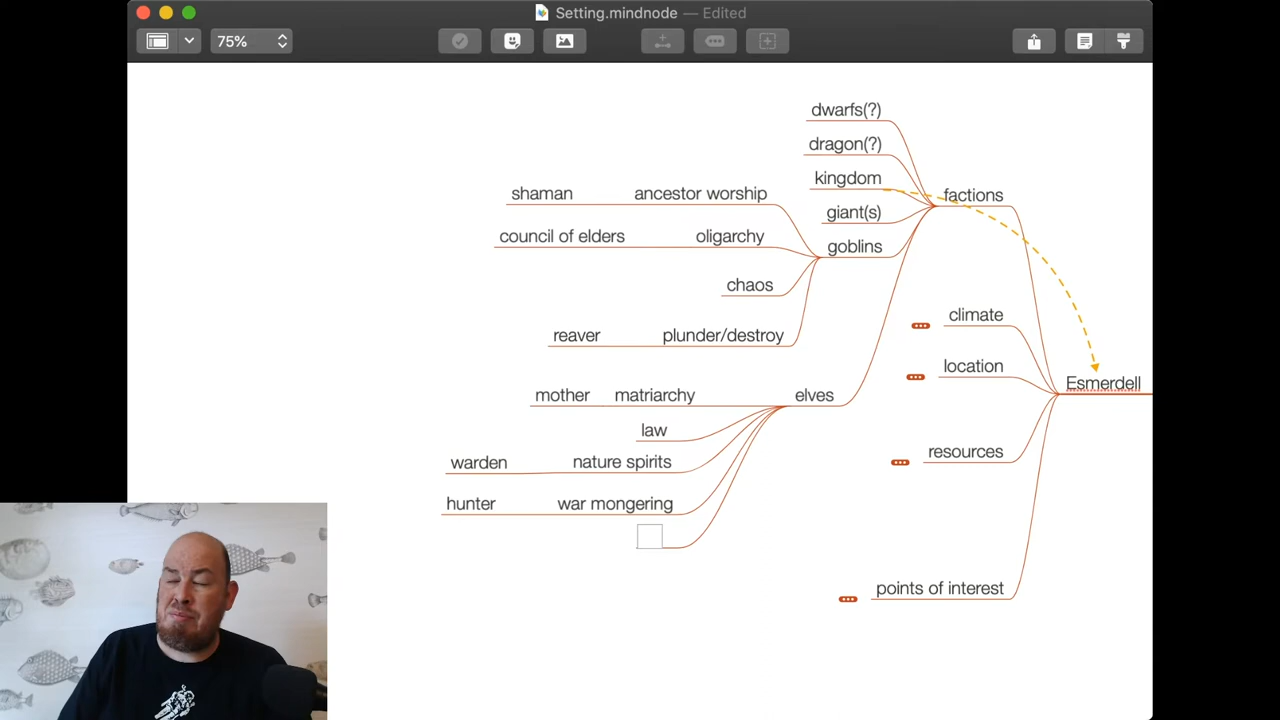 Setting.mindnode — Edited
75%
dwarfs(?)
dragon(?)
kingdom
factions
shaman
ancestor worship
giant(s)
council of elders
oligarchy
goblins
chaos
climate
reaver
plunder/destroy
location
Esmerdell
mother
matriarchy
elves
law
resources
warden
nature spirits
hunter
war mongering
points of interest